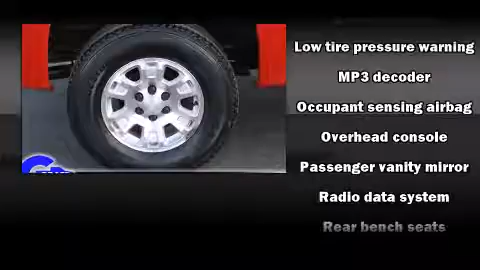 Low tire pressure warning
MP3 decoder
Occupant sensing airbag
Overhead console
Passenger vanity mirror
Radio data system
Rear bench seats